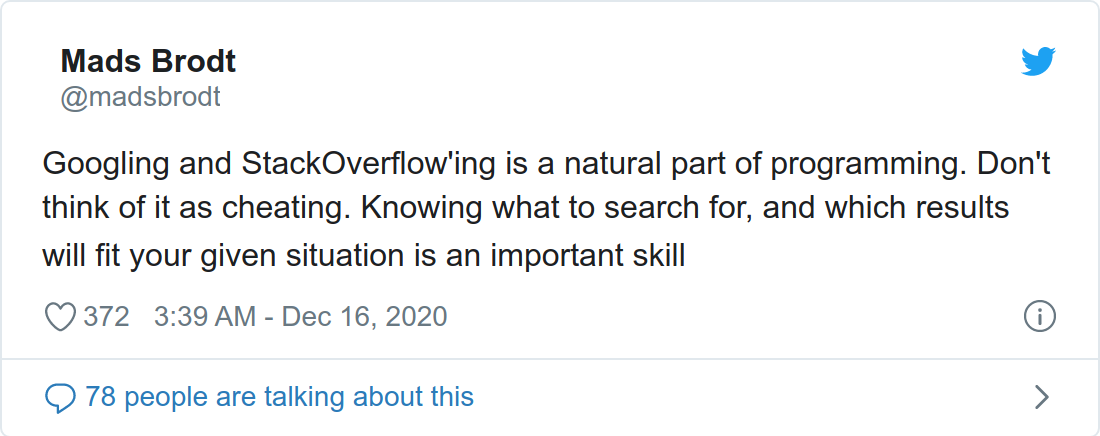 Mads Brodt
@madsbrodt
Googling and StackOverflow'ing is a natural part of programming. Don't
think of it as cheating. Knowing what to search for, and which results
will fit your given situation is an important skill
372 3:39 AM - Dec 16, 2020
78 people are talking about this